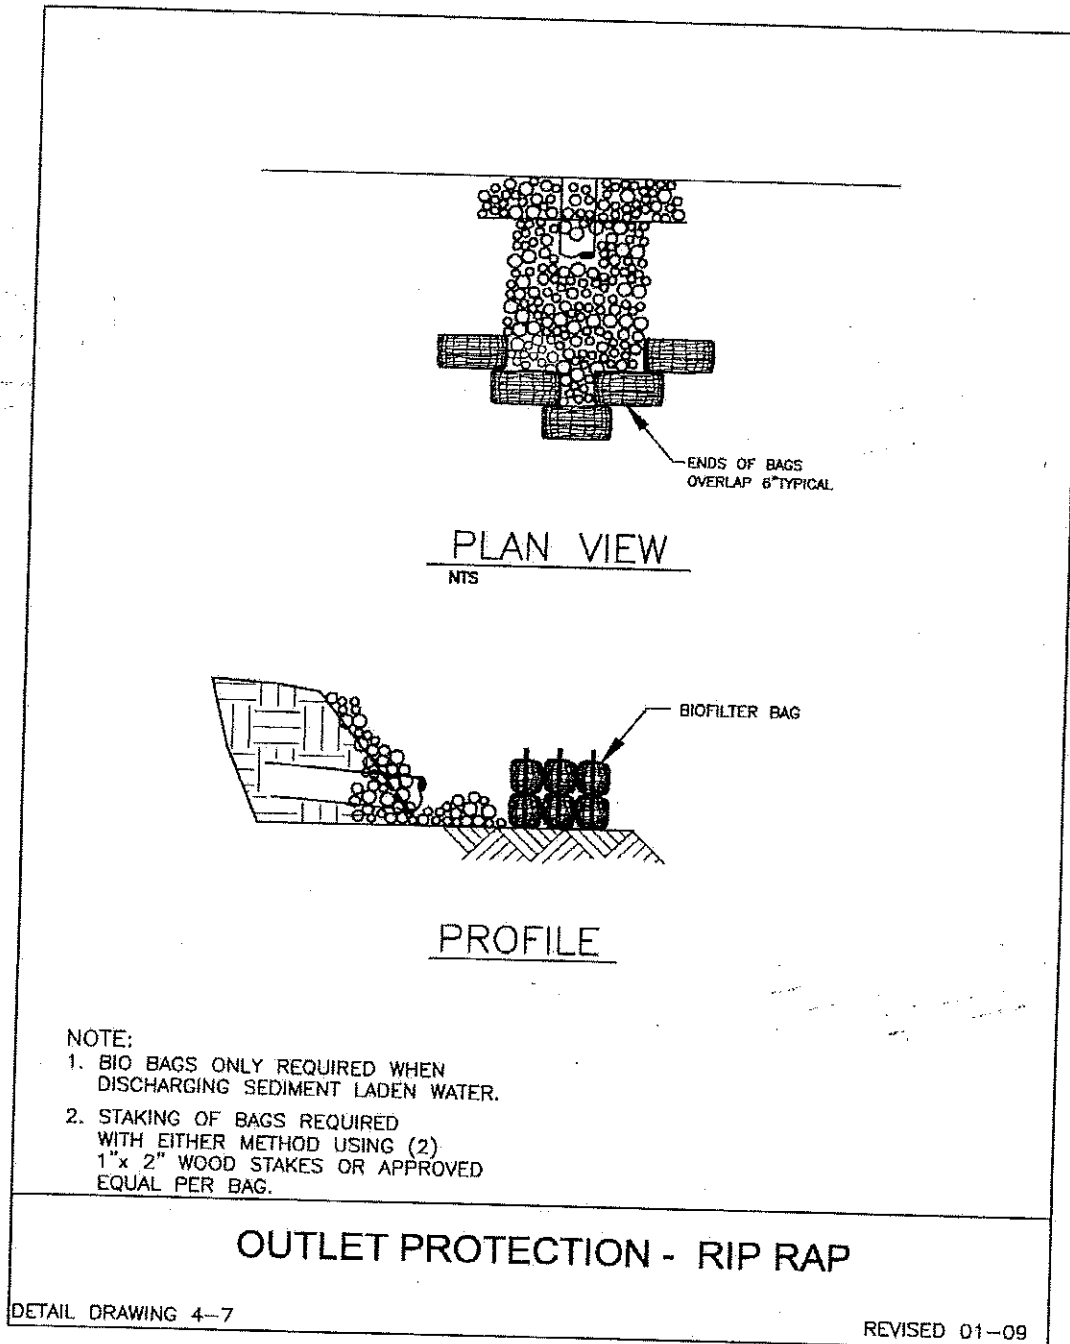 ENDS OF BAGS
OVERLAP 6"TYPICAL
PLAN VIEW
NTS
BIOFILTER BAG
PROFILE
NOTE:
1. BIO BAGS ONLY REQUIRED WHEN
DISCHARGING SEDIMENT LADEN WATER.
2. STAKING OF BAGS REQUIRED
WITH EITHER METHOD USING (2)
1"x 2" WOOD STAKES OR APPROVED
EQUAL PER BAG.
OUTLET PROTECTION - RIP RAP
DETAIL DRAWING 4-7
REVISED 01-09